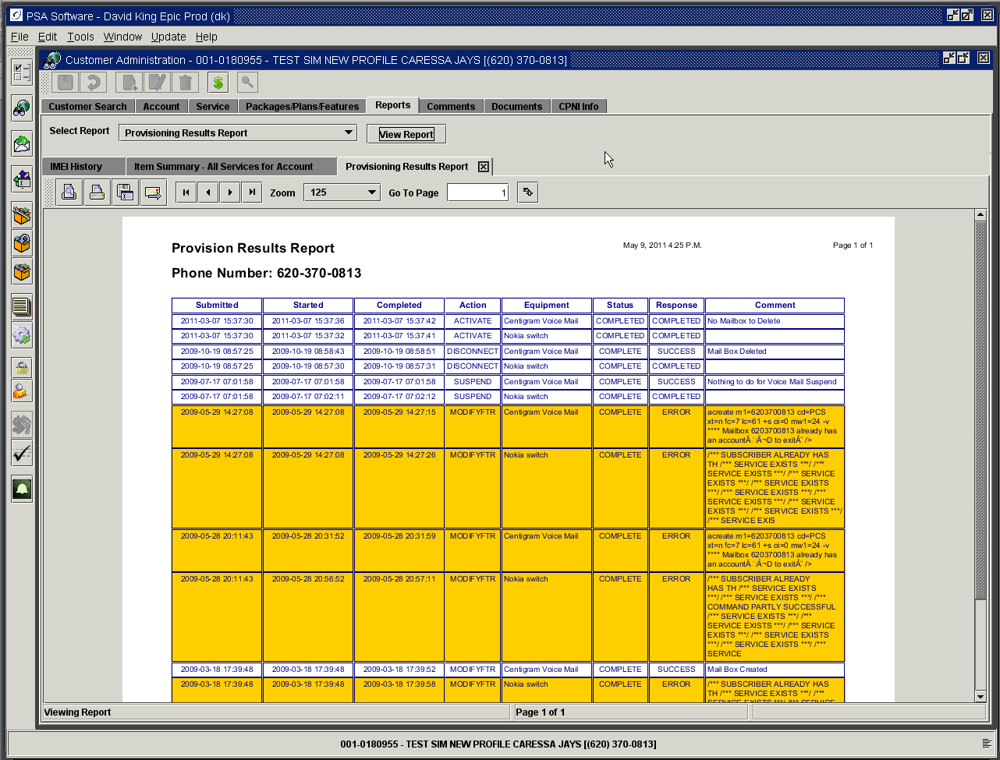 PSA Software - David King Epic Prod (dk)
File Edit Tools Window Update Help
Customer Administration - 001-0180955 - TEST SIM NEW PROFILE CARESSA JAYS [(620) 370-0813]
Customer Search Account Service Packages/Plans/Features Reports Comments Documents CPNI Info
Select Report Provisioning Results Report View Report
IMEI History Item Summary - All Services for Account Provisioning Results Report
Zoom 125 Go To Page 1
Provision Results Report May 9, 2011 4:25 P.M. Page 1 of 1
Phone Number: 620-370-0813
Submitted Started Completed Action Equipment Status Response Comment
2011-03-07 15:37:30 2011-03-07 15:37:36 2011-03-07 15:37:42 ACTIVATE Centigram Voice Mail COMPLETED COMPLETED No Mailbox to Delete
2011-03-07 15:37:30 2011-03-07 15:37:32 2011-03-07 15:37:41 ACTIVATE Nokia switch COMPLETED COMPLETED
2009-10-19 08:57:25 2009-10-19 08:58:43 2009-10-19 08:58:51 DISCONNECT Centigram Voice Mail COMPLETE SUCCESS Mail Box Deleted
2009-10-19 08:57:25 2009-10-19 08:57:30 2009-10-19 08:57:31 DISCONNECT Nokia switch COMPLETE COMPLETED
2009-07-17 07:01:58 2009-07-17 07:01:58 2009-07-17 07:01:58 SUSPEND Centigram Voice Mail COMPLETE SUCCESS Nothing to do for Voice Mail Suspend
2009-07-17 07:01:58 2009-07-17 07:02:11 2009-07-17 07:02:12 SUSPEND Nokia switch COMPLETE COMPLETED
2009-05-29 14:27:08 2009-05-29 14:27:08 2009-05-29 14:27:15 MODIFYFTR Centigram Voice Mail COMPLETE ERROR acreate m1=6203700813 cd=PCS
xt=n fc=7 lc=61 +s oi=0 mw1=24 -v
**** Mailbox 6203700813 already has
an accountÂ¨Â¬D to exitÂ¨ />
2009-05-29 14:27:08 2009-05-29 14:27:08 2009-05-29 14:27:26 MODIFYFTR Nokia switch COMPLETE ERROR /*** SUBSCRIBER ALREADY HAS
TH /*** SERVICE EXISTS ***/ /***
SERVICE EXISTS ***/ /*** SERVICE
EXISTS ***/ /*** SERVICE EXISTS
***/ /*** SERVICE EXISTS ***/ /***
SERVICE EXISTS ***/ /*** SERVICE
EXISTS ***/ /*** SERVICE EXISTS ***/
/*** SERVICE EXIS
2009-05-28 20:11:43 2009-05-28 20:31:52 2009-05-28 20:31:59 MODIFYFTR Centigram Voice Mail COMPLETE ERROR acreate m1=6203700813 cd=PCS
xt=n fc=7 lc=61 +s oi=0 mw1=24 -v
**** Mailbox 6203700813 already has
an accountÂ¨Â¬D to exitÂ¨ />
2009-05-28 20:11:43 2009-05-28 20:56:52 2009-05-28 20:57:11 MODIFYFTR Nokia switch COMPLETE ERROR /*** SUBSCRIBER ALREADY
HAS TH /*** SERVICE EXISTS
***/ /*** SERVICE EXISTS ***/ /***
COMMAND PARTLY SUCCESSFUL
/*** SERVICE EXISTS ***/ /***
SERVICE EXISTS ***/ /*** SERVICE
EXISTS ***/ /*** SERVICE EXISTS
***/ /*** SERVICE EXISTS ***/ /***
SERVICE
2009-03-18 17:39:48 2009-03-18 17:39:48 2009-03-18 17:39:52 MODIFYFTR Centigram Voice Mail COMPLETE SUCCESS Mail Box Created
2009-03-18 17:39:48 2009-03-18 17:39:48 2009-03-18 17:39:58 MODIFYFTR Nokia switch COMPLETE ERROR /*** SUBSCRIBER ALREADY HAS
TH /*** SERVICE EXISTS ***/ /***
SERVICE EXISTS ***/ /*** SERVICE
Viewing Report Page 1 of 1
001-0180955 - TEST SIM NEW PROFILE CARESSA JAYS [(620) 370-0813]